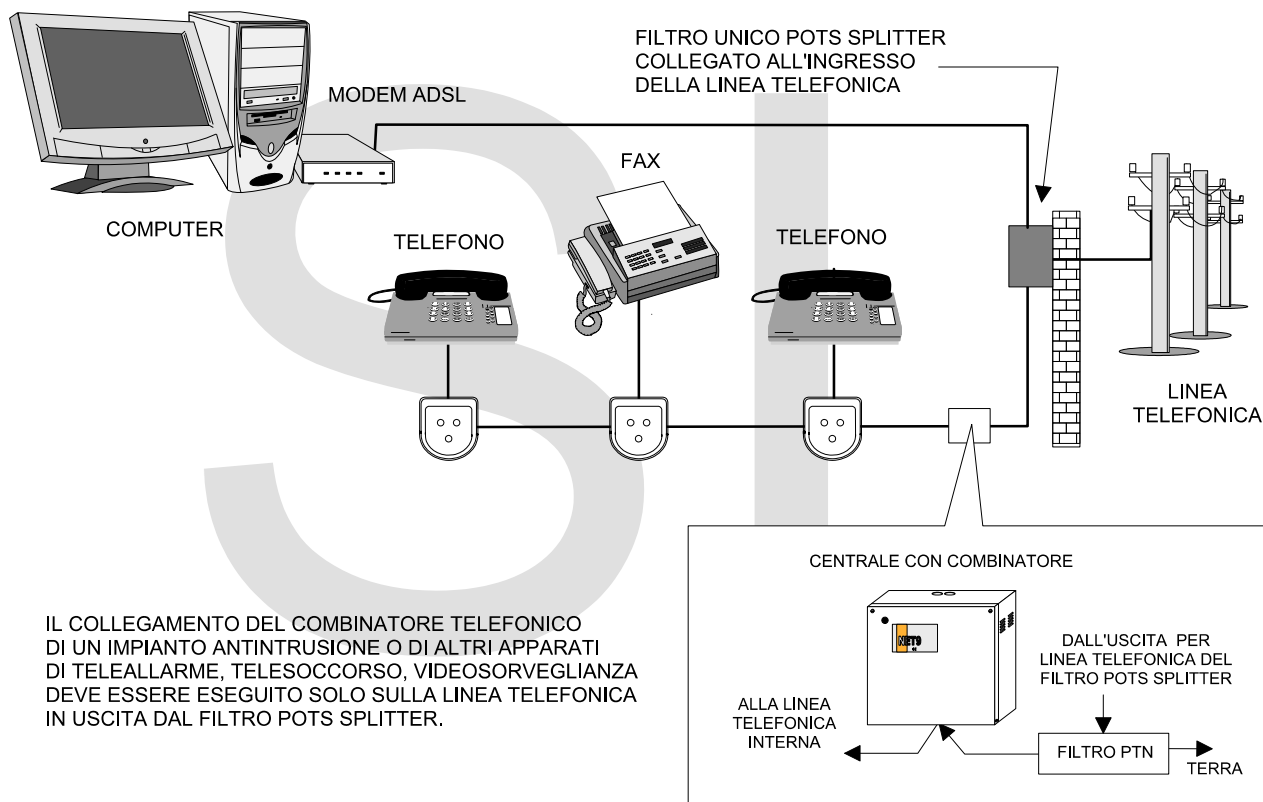 FILTRO UNICO POTS SPLITTER
COLLEGATO ALL'INGRESSO
DELLA LINEA TELEFONICA
MODEM ADSL
FAX
COMPUTER
TELEFONO
TELEFONO
LINEA
TELEFONICA
SI
CENTRALE CON COMBINATORE
NET9
IL COLLEGAMENTO DEL COMBINATORE TELEFONICO
DI UN IMPIANTO ANTINTRUSIONE O DI ALTRI APPARATI
DI TELEALLARME, TELESOCCORSO, VIDEOSORVEGLIANZA
DEVE ESSERE ESEGUITO SOLO SULLA LINEA TELEFONICA
IN USCITA DAL FILTRO POTS SPLITTER.
DALL'USCITA PER
LINEA TELEFONICA DEL
FILTRO POTS SPLITTER
ALLA LINEA
TELEFONICA
INTERNA
FILTRO PTN
TERRA